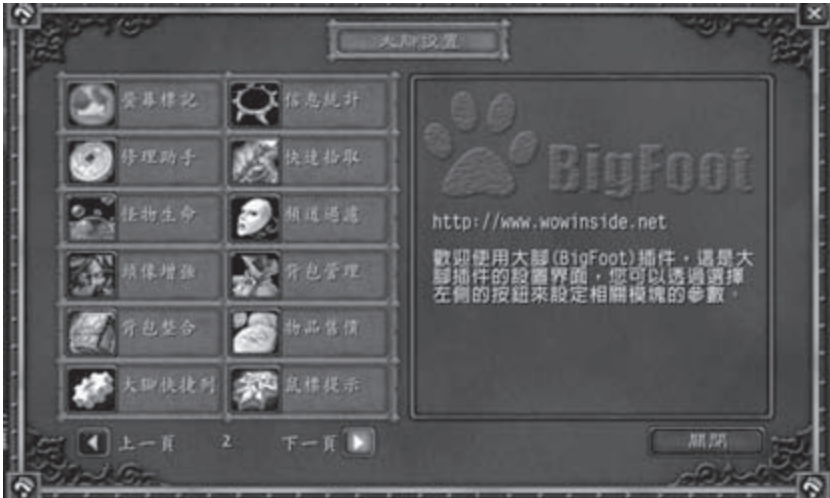 大腳設置
螢幕標記
信息統計
修理助手
快速拾取
怪物生命
頻道過濾
頭像增強
背包管理
背包整合
物品售價
大腳快捷列
鼠標提示
上一頁 2 下一頁
BigFoot
http://www.wowinside.net
歡迎使用大腳(BigFoot)插件，這是大
腳插件的設置界面，您可以透過選擇
左側的按鈕來設定相關模塊的參數。
關閉